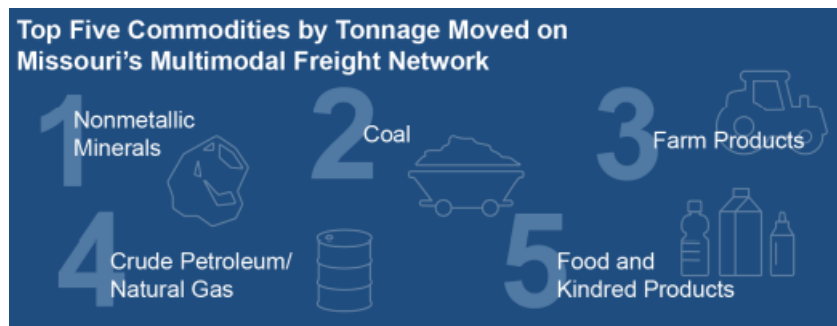 Top Five Commodities by Tonnage Moved on
Missouri's Multimodal Freight Network
1
Nonmetallic
Minerals
2
Coal
3
Farm Products
4
Crude Petroleum/
Natural Gas
5
Food and
Kindred Products